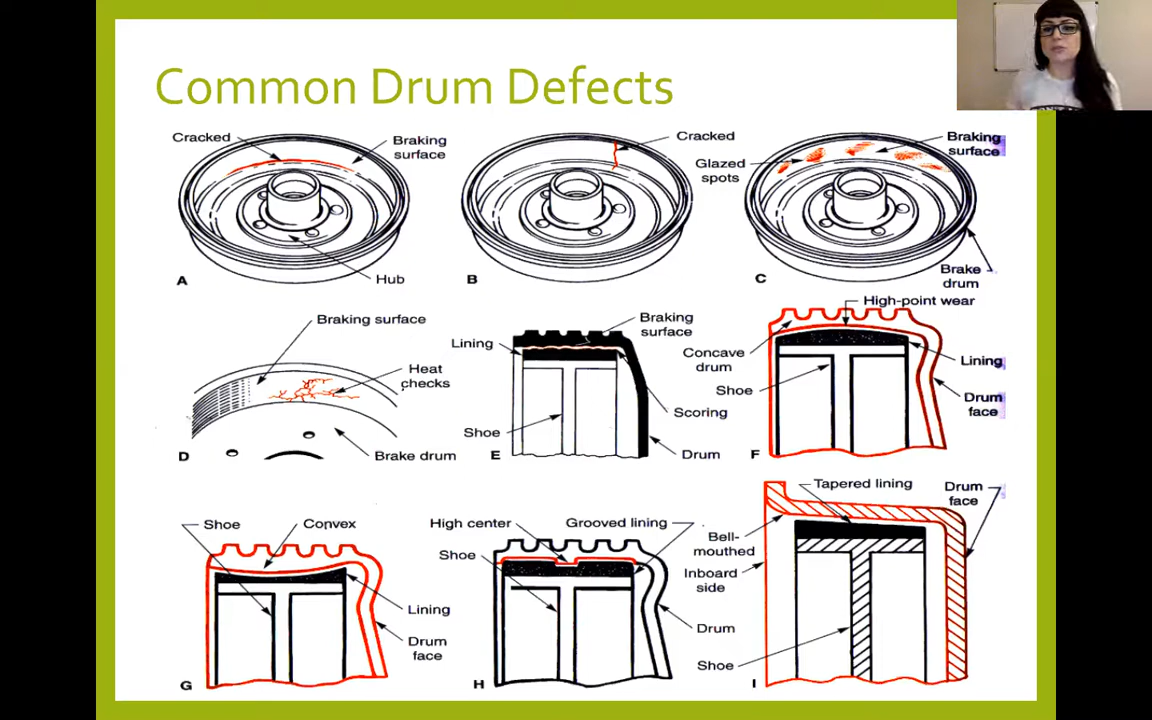 Common Drum Defects
Cracked
Braking
surface
Hub
A
Cracked
B
Glazed
spots
Braking
surface
Brake
drum
C
Braking surface
Heat
checks
Brake drum
D
Lining
Braking
surface
Shoe
Scoring
Drum
E
High-point wear
Concave
drum
Shoe
Lining
Drum
face
F
Shoe
Convex
Lining
Drum
face
G
High center
Grooved lining
Shoe
Drum
H
Tapered lining
Drum
face
Bell-
mouthed
Inboard
side
Shoe
I